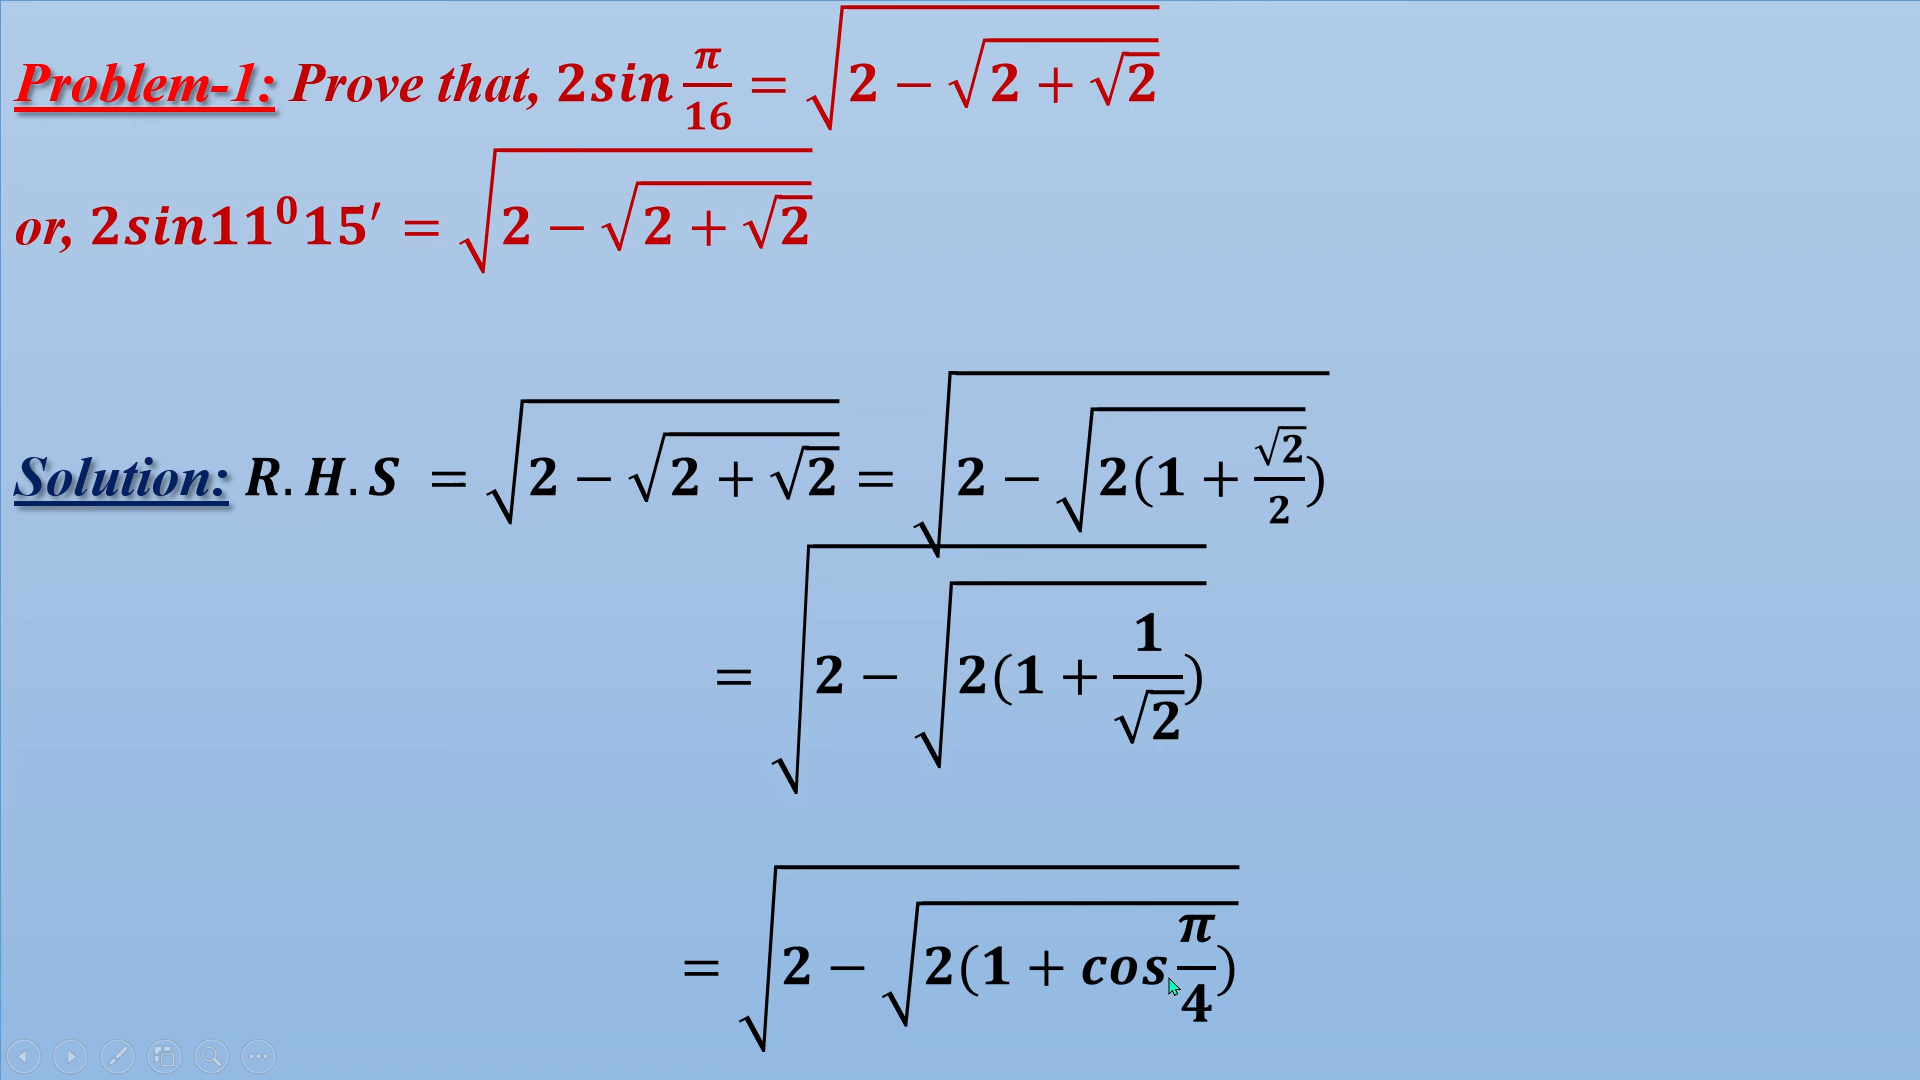 Problem-1: Prove that, 2sin π/16 = √(2 − √(2 + √2))
or, 2sin11⁰15′ = √(2 − √(2 + √2))
Solution: R.H.S = √(2 − √(2 + √2)) = √(2 − √(2(1 + √2/2)))
= √(2 − √(2(1 + 1/√2)))
= √(2 − √(2(1 + cos π/4)))